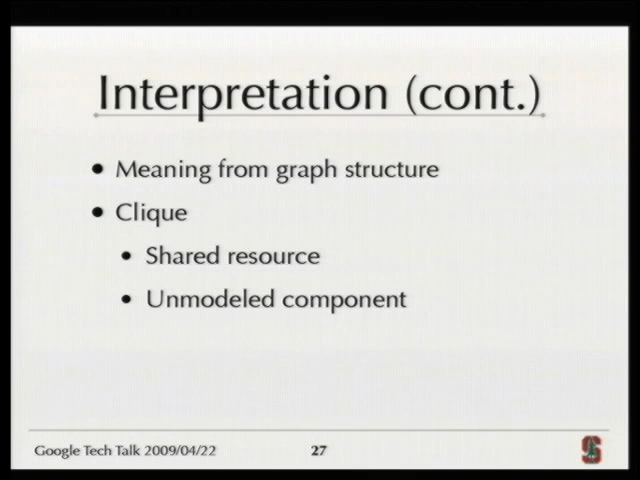 Interpretation (cont.)
• Meaning from graph structure
• Clique
• Shared resource
• Unmodeled component
Google Tech Talk 2009/04/22 27